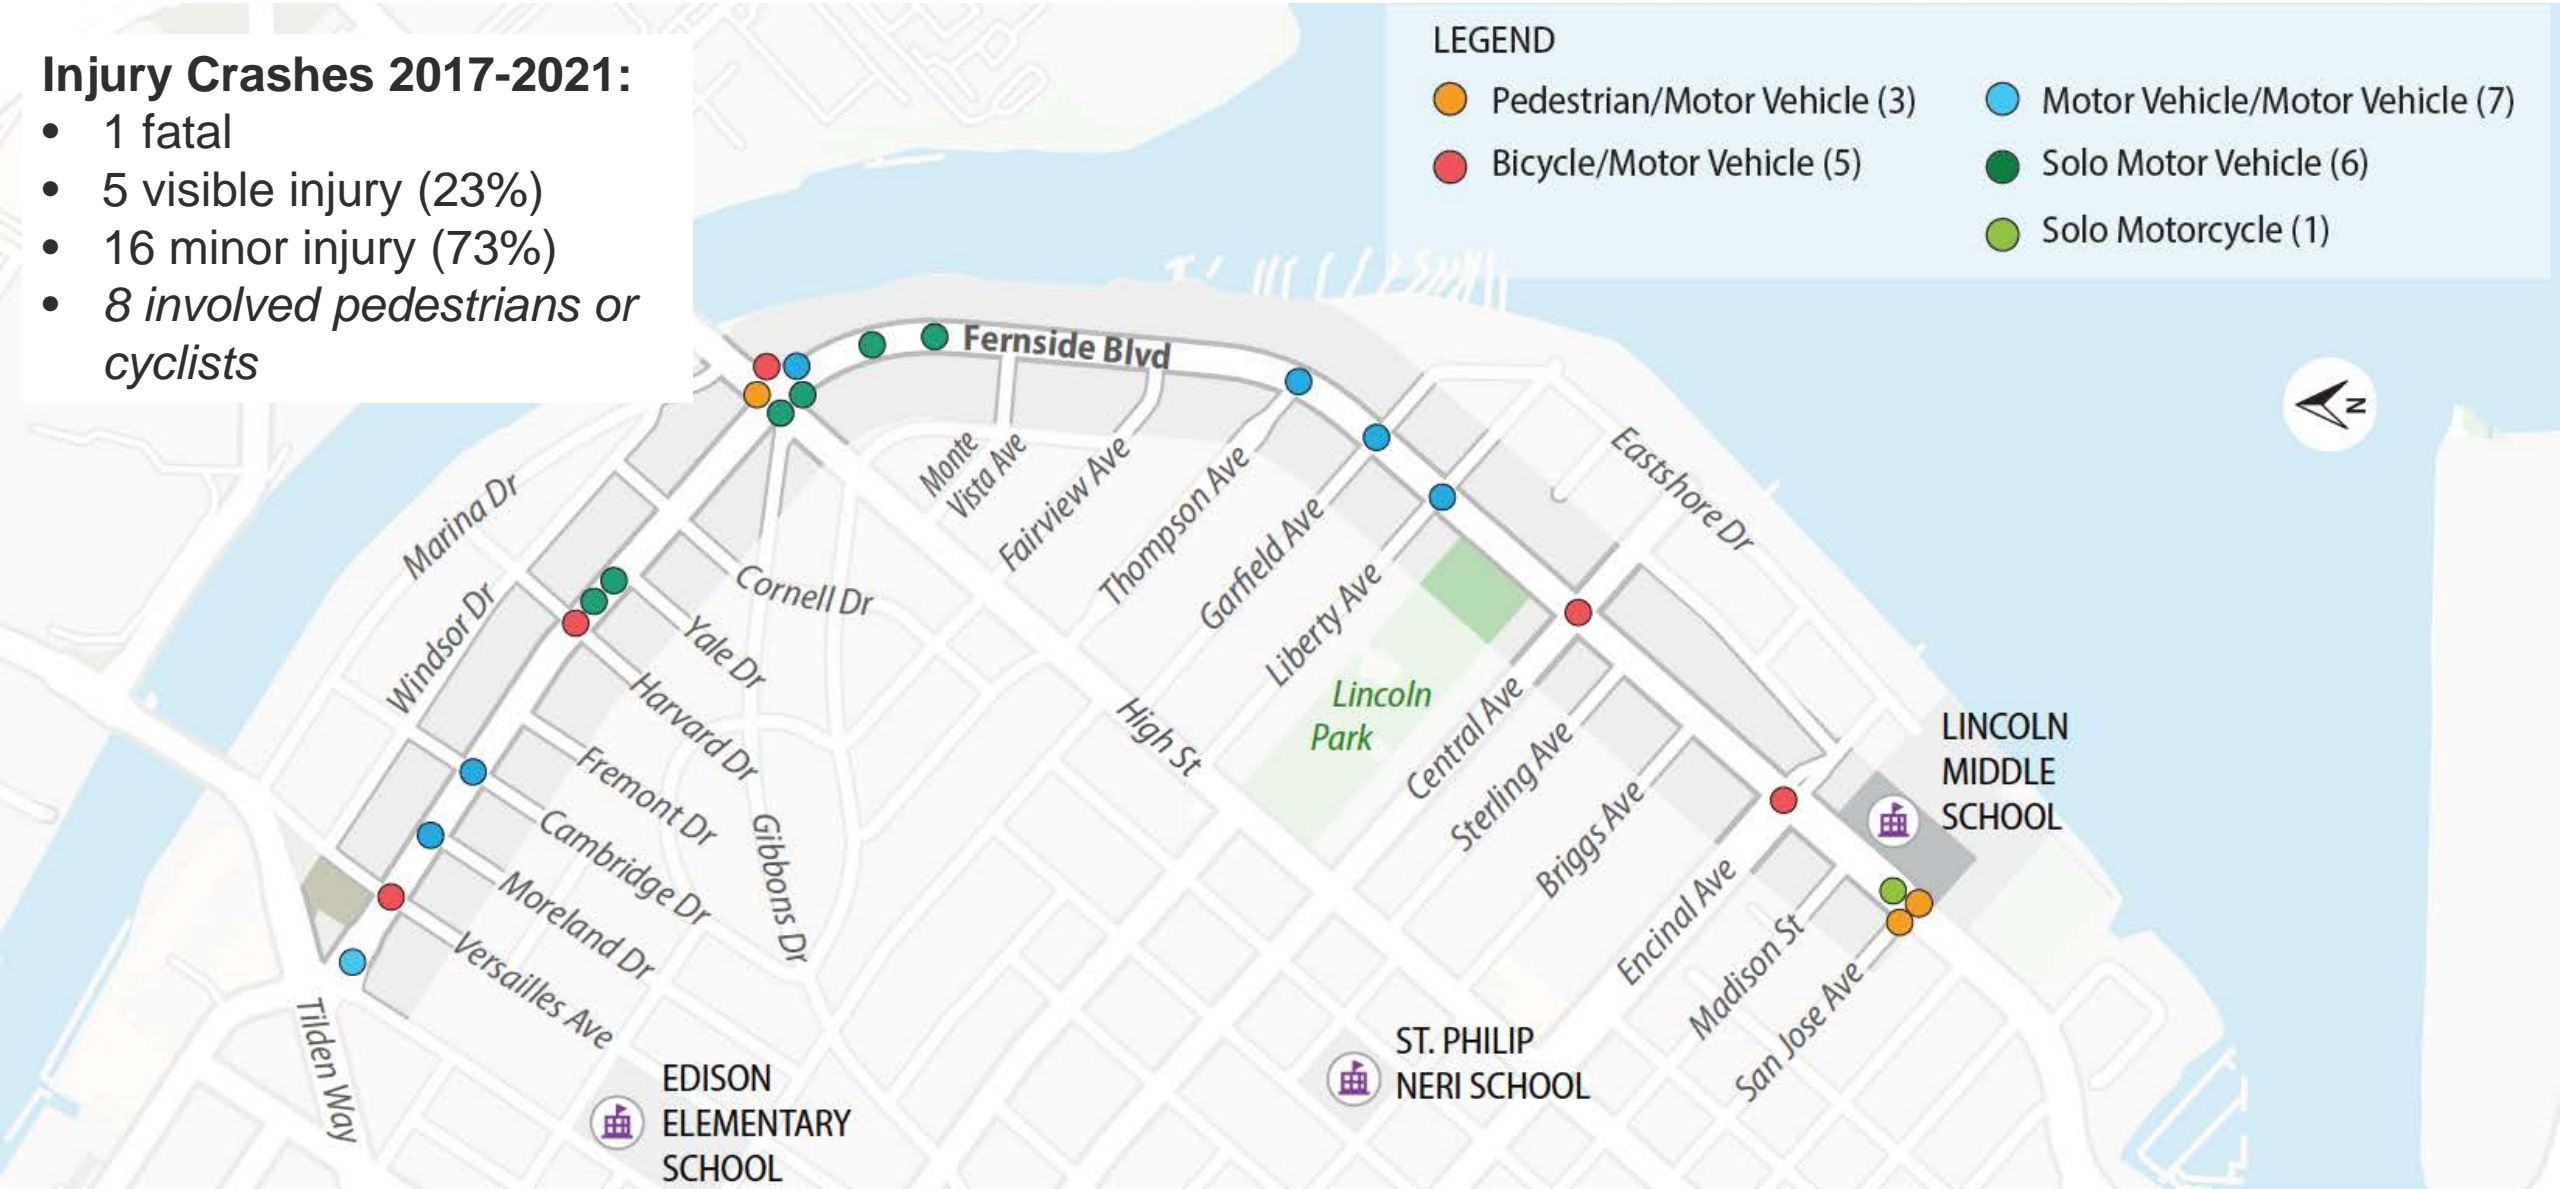 Injury Crashes 2017-2021:
• 1 fatal
• 5 visible injury (23%)
• 16 minor injury (73%)
• 8 involved pedestrians or
cyclists
LEGEND
Pedestrian/Motor Vehicle (3)
Bicycle/Motor Vehicle (5)
Motor Vehicle/Motor Vehicle (7)
Solo Motor Vehicle (6)
Solo Motorcycle (1)
N
Fernside Blvd
Monte
Vista Ave
Fairview Ave
Thompson Ave
Garfield Ave
Liberty Ave
Eastshore Dr
Marina Dr
Windsor Dr
Cornell Dr
Yale Dr
Harvard Dr
Fremont Dr
Cambridge Dr
Moreland Dr
Versailles Ave
Gibbons Dr
High St
Lincoln
Park
Central Ave
Sterling Ave
Briggs Ave
Encinal Ave
Madison St
San Jose Ave
Tilden Way
LINCOLN
MIDDLE
SCHOOL
ST. PHILIP
NERI SCHOOL
EDISON
ELEMENTARY
SCHOOL